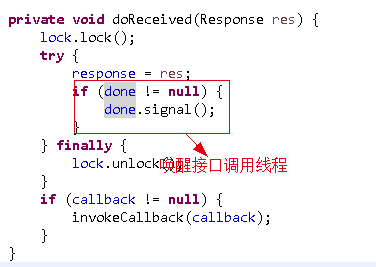 private void doReceived(Response res) {
lock.lock();
try {
response = res;
if (done != null) {
done.signal();
}
} finally {
lock.unlock
唤醒接口调用线程
}
if (callback != null) {
invokeCallback(callback);
}
}